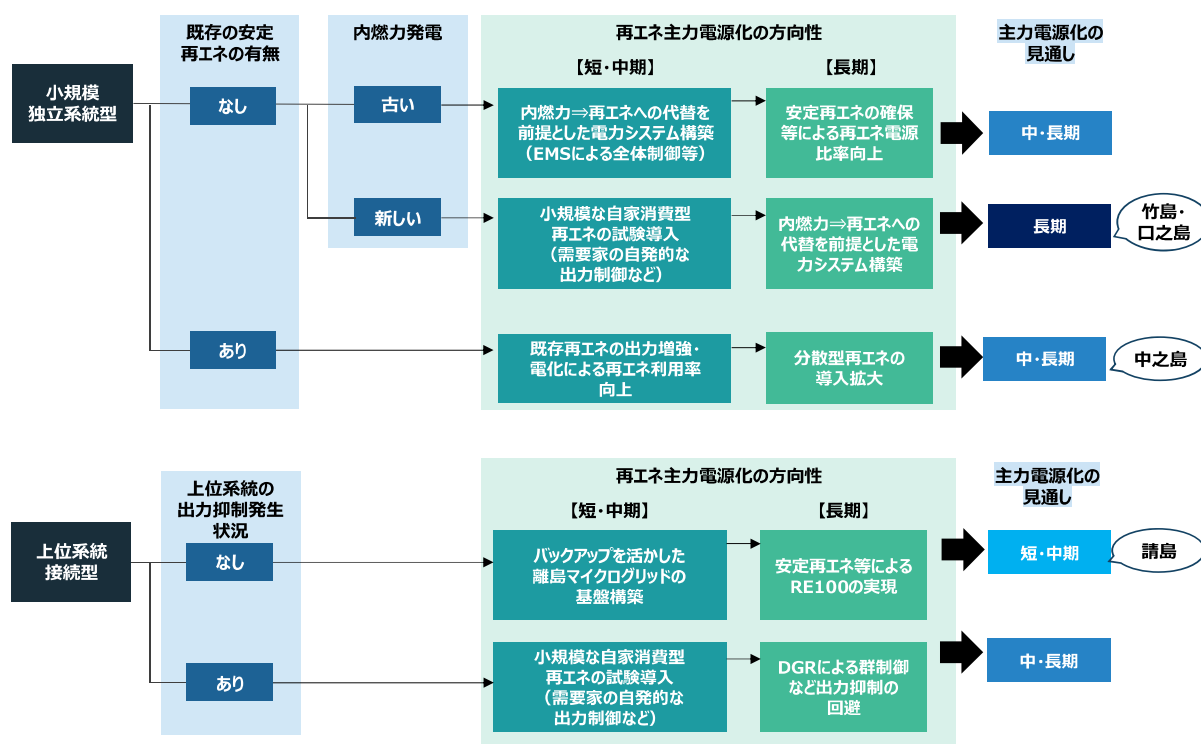 既存の安定
再エネの有無
内燃力発電
再エネ主力電源化の方向性
【短・中期】
【長期】
主力電源化の
見通し
小規模
独立系統型
なし
古い
内燃力⇒再エネへの代替を
前提とした電力システム構築
（EMSによる全体制御等）
安定再エネの確保
等による再エネ電源
比率向上
中・長期
新しい
小規模な自家消費型
再エネの試験導入
（需要家の自発的な
出力制御など）
内燃力⇒再エネへの
代替を前提とした電
力システム構築
長期
竹島・
口之島
あり
既存再エネの出力増強・
電化による再エネ利用率
向上
分散型再エネの
導入拡大
中・長期
中之島
上位系統の
出力抑制発生
状況
再エネ主力電源化の方向性
【短・中期】
【長期】
主力電源化の
見通し
上位系統
接続型
なし
バックアップを活かした
離島マイクログリッドの
基盤構築
安定再エネ等による
RE100の実現
短・中期
請島
あり
小規模な自家消費型
再エネの試験導入
（需要家の自発的な
出力制御など）
DGRによる群制御
など出力抑制の
回避
中・長期